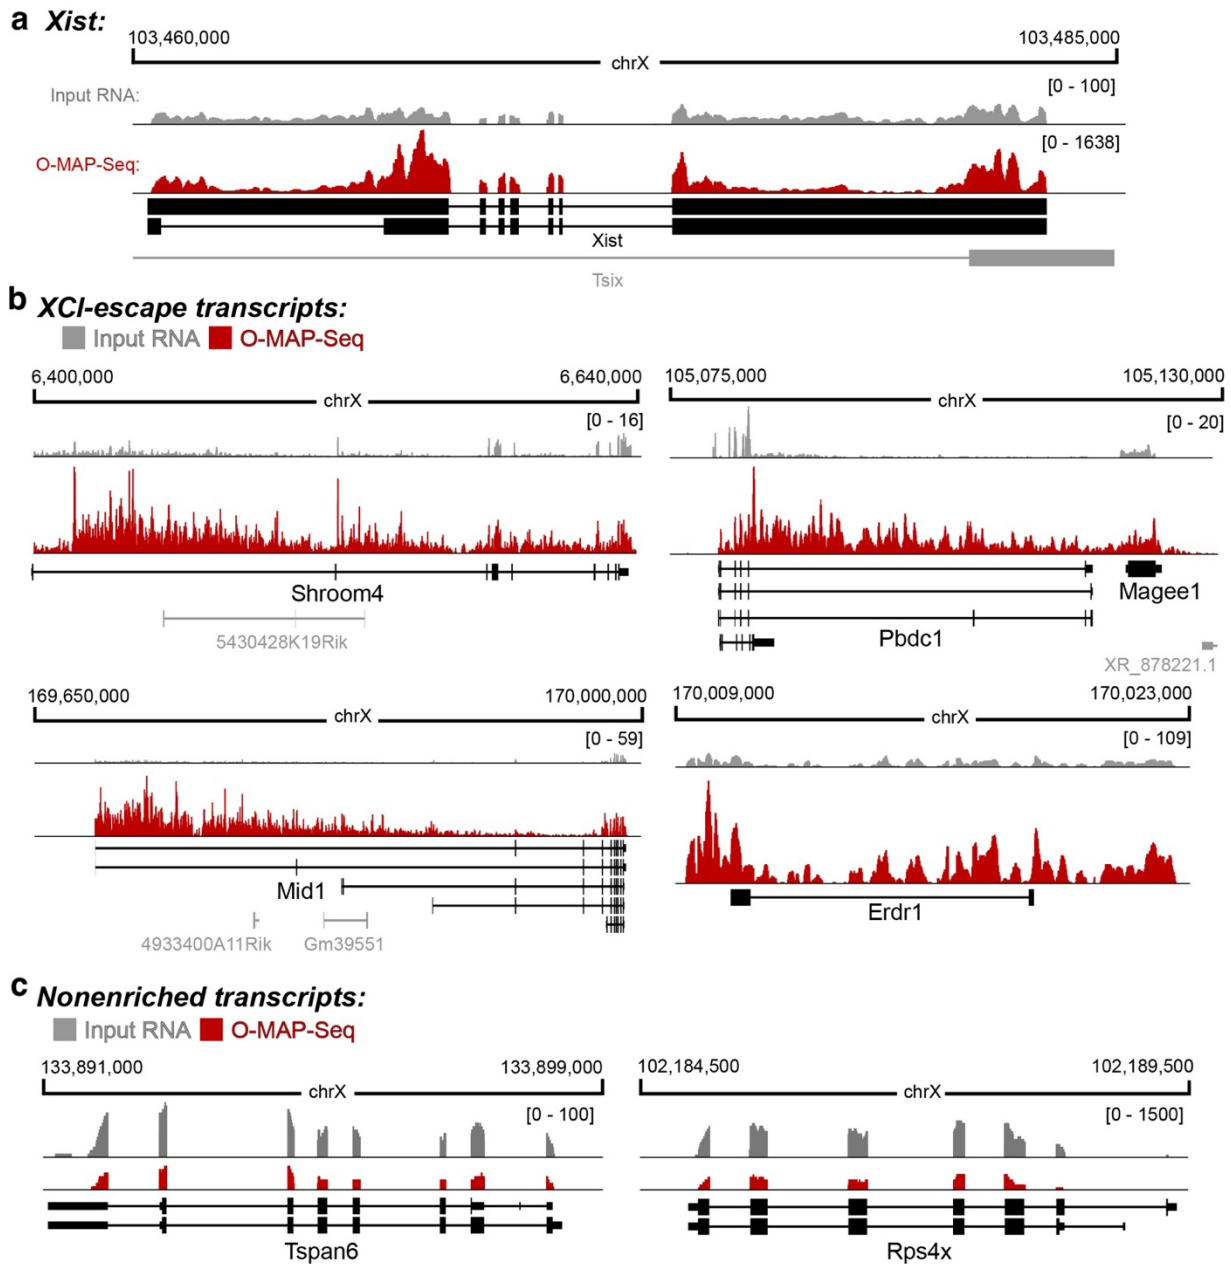 a Xist:
103,460,000 103,485,000
chrX
Input RNA: [0 - 100]
O-MAP-Seq: [0 - 1638]
Xist
Tsix
b XCI-escape transcripts:
Input RNA O-MAP-Seq
6,400,000 6,640,000
chrX
[0 - 16]
Shroom4
5430428K19Rik
105,075,000 105,130,000
chrX
[0 - 20]
Magee1
Pbdc1
XR_878221.1
169,650,000 170,000,000
chrX
[0 - 59]
Mid1
4933400A11Rik Gm39551
170,009,000 170,023,000
chrX
[0 - 109]
Erdr1
c Nonenriched transcripts:
Input RNA O-MAP-Seq
133,891,000 133,899,000
chrX
[0 - 100]
Tspan6
102,184,500 102,189,500
chrX
[0 - 1500]
Rps4x